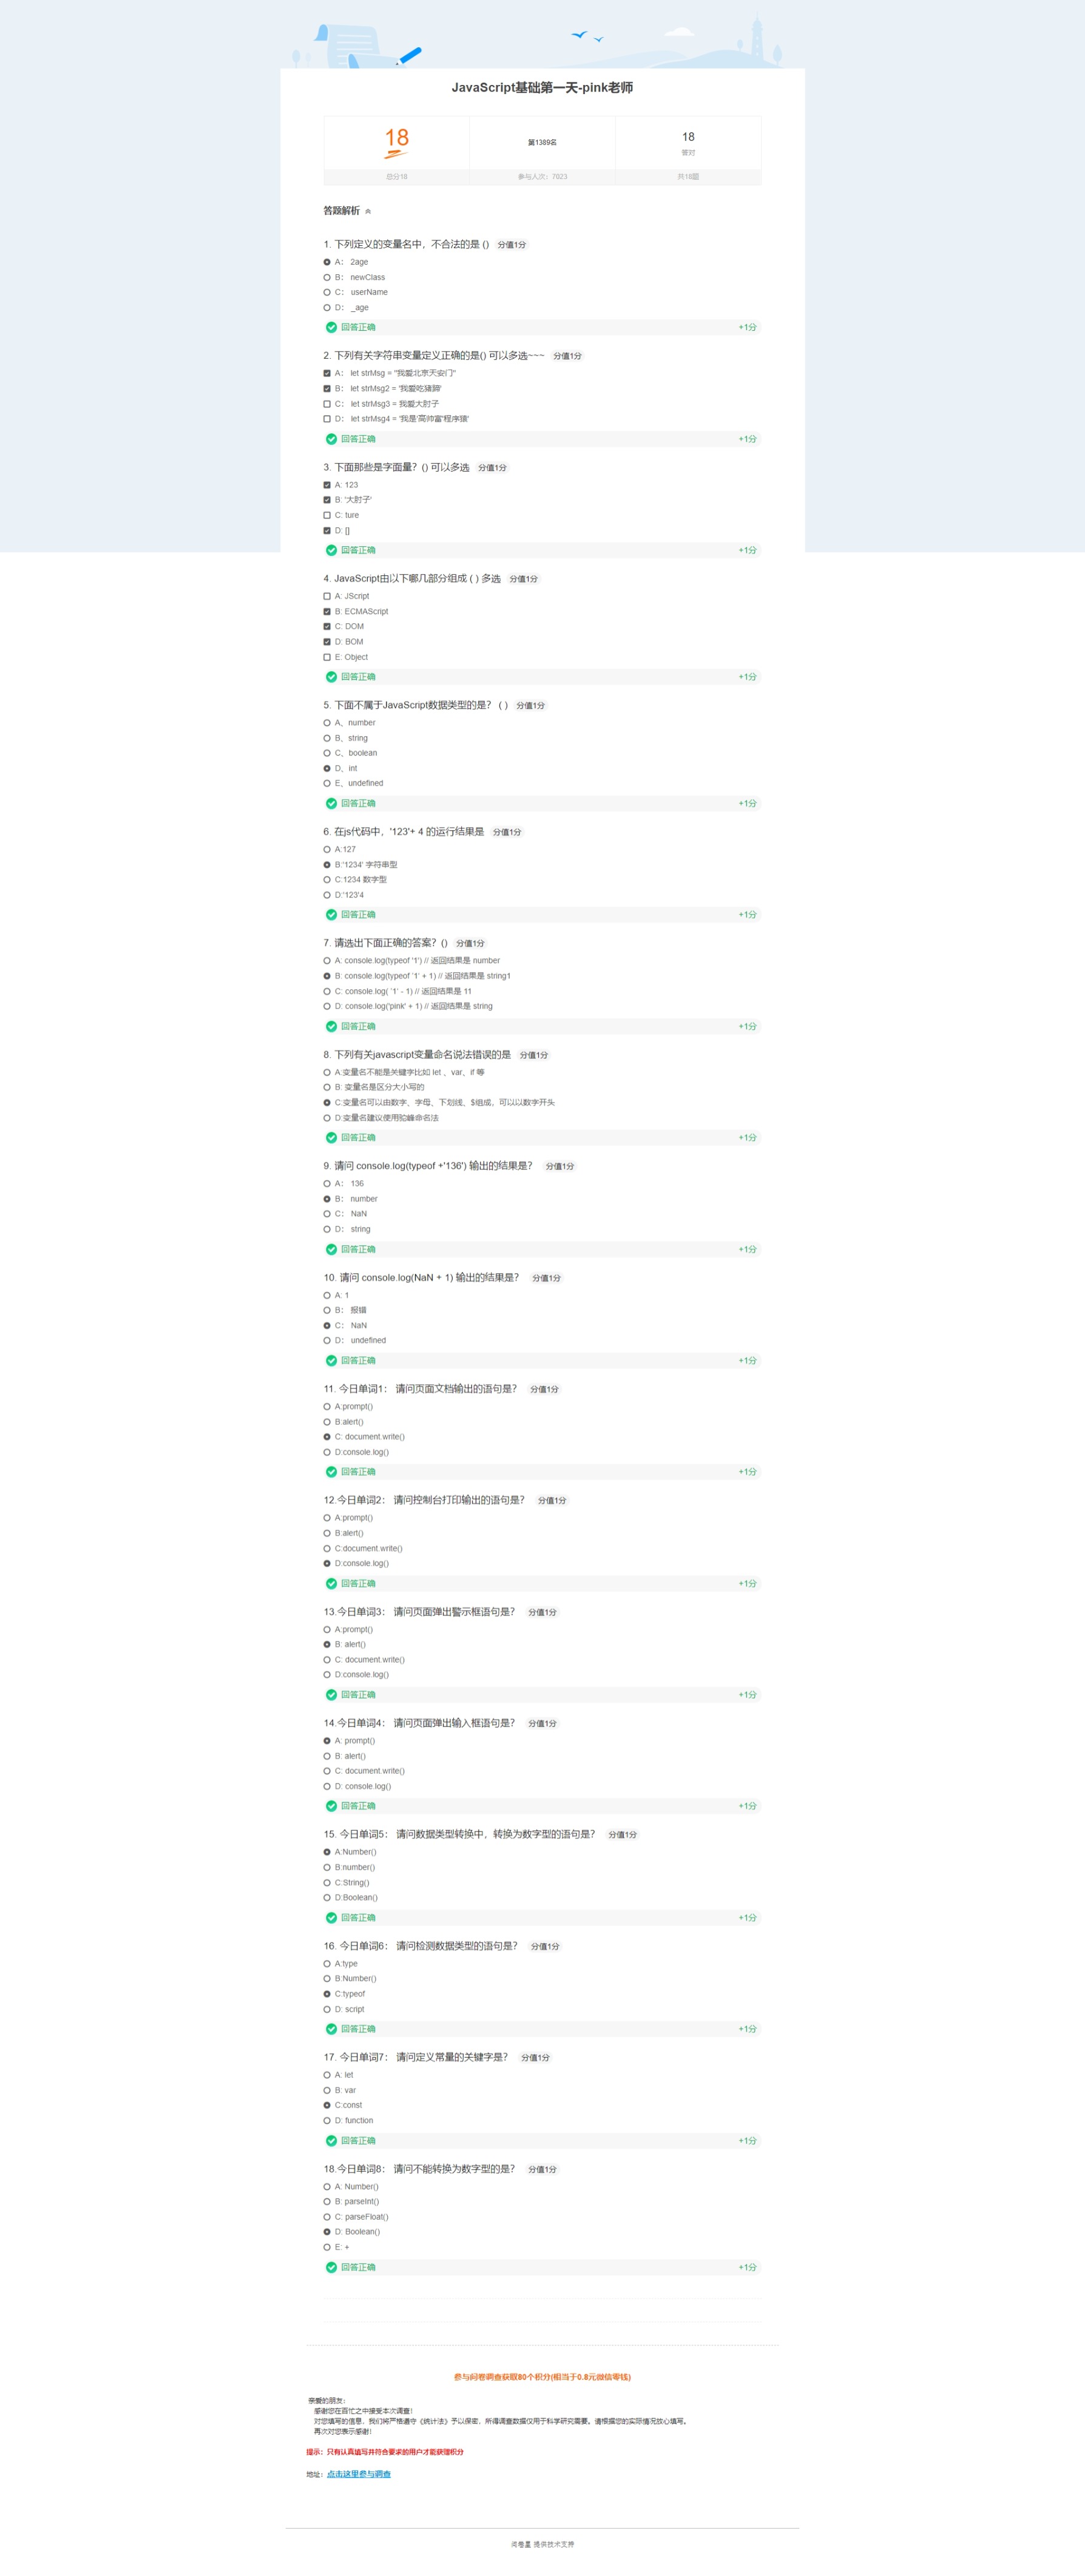 JavaScript基础第一天-pink老师
18
第1389名
18
答对
总分18
参与人次：7023
共18题
答题解析
1. 下列定义的变量名中，不合法的是 () 分值1分
A： 2age
B： newClass
C： userName
D： _age
回答正确 +1分
2. 下列有关字符串变量定义正确的是() 可以多选~~~ 分值1分
A： let strMsg = "我爱北京天安门"
B： let strMsg2 = '我爱吃猪蹄'
C： let strMsg3 = 我爱大肘子
D： let strMsg4 = '我是'高帅富'程序猿'
回答正确 +1分
3. 下面那些是字面量？() 可以多选 分值1分
A: 123
B: '大肘子'
C: ture
D: []
回答正确 +1分
4. JavaScript由以下哪几部分组成 ( ) 多选 分值1分
A: JScript
B: ECMAScript
C: DOM
D: BOM
E: Object
回答正确 +1分
5. 下面不属于JavaScript数据类型的是？ ( ) 分值1分
A、number
B、string
C、boolean
D、int
E、undefined
回答正确 +1分
6. 在js代码中，'123'+ 4 的运行结果是 分值1分
A:127
B:'1234' 字符串型
C:1234 数字型
D:'123'4
回答正确 +1分
7. 请选出下面正确的答案？() 分值1分
A: console.log(typeof '1') // 返回结果是 number
B: console.log(typeof '1' + 1) // 返回结果是 string1
C: console.log( '1' - 1) // 返回结果是 11
D: console.log('pink' + 1) // 返回结果是 string
回答正确 +1分
8. 下列有关javascript变量命名说法错误的是 分值1分
A:变量名不能是关键字比如 let 、var、if 等
B: 变量名是区分大小写的
C:变量名可以由数字、字母、下划线、$组成，可以以数字开头
D:变量名建议使用驼峰命名法
回答正确 +1分
9. 请问 console.log(typeof +'136') 输出的结果是？ 分值1分
A： 136
B： number
C： NaN
D： string
回答正确 +1分
10. 请问 console.log(NaN + 1) 输出的结果是？ 分值1分
A: 1
B： 报错
C： NaN
D： undefined
回答正确 +1分
11. 今日单词1： 请问页面文档输出的语句是？ 分值1分
A:prompt()
B:alert()
C: document.write()
D:console.log()
回答正确 +1分
12.今日单词2： 请问控制台打印输出的语句是？ 分值1分
A:prompt()
B:alert()
C:document.write()
D:console.log()
回答正确 +1分
13.今日单词3： 请问页面弹出警示框语句是？ 分值1分
A:prompt()
B: alert()
C: document.write()
D:console.log()
回答正确 +1分
14.今日单词4： 请问页面弹出输入框语句是？ 分值1分
A: prompt()
B: alert()
C: document.write()
D: console.log()
回答正确 +1分
15. 今日单词5： 请问数据类型转换中，转换为数字型的语句是？ 分值1分
A:Number()
B:number()
C:String()
D:Boolean()
回答正确 +1分
16. 今日单词6： 请问检测数据类型的语句是？ 分值1分
A:type
B:Number()
C:typeof
D: script
回答正确 +1分
17. 今日单词7： 请问定义常量的关键字是？ 分值1分
A: let
B: var
C:const
D: function
回答正确 +1分
18.今日单词8： 请问不能转换为数字型的是？ 分值1分
A: Number()
B: parseInt()
C: parseFloat()
D: Boolean()
E: +
回答正确 +1分
参与问卷调查获取80个积分(相当于0.8元微信零钱)
亲爱的朋友：
感谢您在百忙之中接受本次调查！
对您填写的信息，我们将严格遵守《统计法》予以保密，所得调查数据仅用于科学研究需要。请根据您的实际情况放心填写。
再次对您表示感谢！
提示：只有认真填写并符合要求的用户才能获赠积分
地址：点击这里参与调查
问卷星 提供技术支持